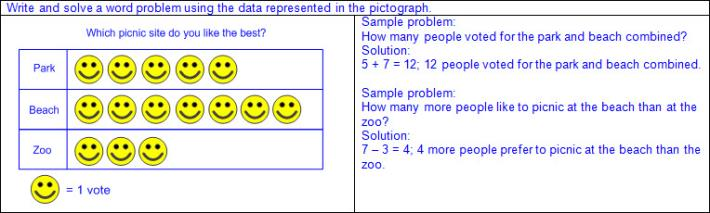 Write and solve a word problem using the data represented in the pictograph.
Which picnic site do you like the best?
Park
Beach
Zoo
= 1 vote
Sample problem:
How many people voted for the park and beach combined?
Solution:
5 + 7 = 12; 12 people voted for the park and beach combined.
Sample problem:
How many more people like to picnic at the beach than at the
zoo?
Solution:
7 – 3 = 4; 4 more people prefer to picnic at the beach than the
zoo.